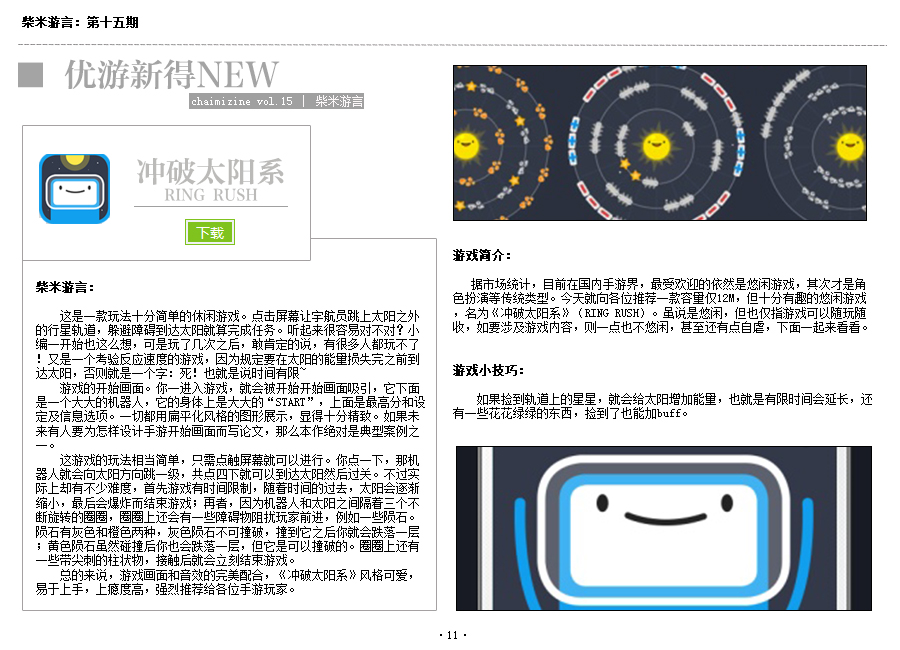 柴米游言：第十五期
优游新得NEW
chaimizine vol.15 | 柴米游言
冲破太阳系
RING RUSH
下载
柴米游言：
这是一款玩法十分简单的休闲游戏。点击屏幕让宇航员跳上太阳之外
的行星轨道，躲避障碍到达太阳就算完成任务。听起来很容易对不对？小
编一开始也这么想，可是玩了几次之后，敢肯定的说，有很多人都玩不了
！又是一个考验反应速度的游戏，因为规定要在太阳的能量损失完之前到
达太阳，否则就是一个字：死！也就是说时间有限~
游戏的开始画面。你一进入游戏，就会被开始开始画面吸引，它下面
是一个大大的机器人，它的身体上是大大的“START”，上面是最高分和设
定及信息选项。一切都用扁平化风格的图形展示，显得十分精致。如果未
来有人要为怎样设计手游开始画面而写论文，那么本作绝对是典型案例之
一。
这游戏的玩法相当简单，只需点触屏幕就可以进行。你点一下，那机
器人就会向太阳方向跳一级，共点四下就可以到达太阳然后过关。不过实
际上却有不少难度，首先游戏有时间限制，随着时间的过去，太阳会逐渐
缩小，最后会爆炸而结束游戏；再者，因为机器人和太阳之间隔着三个不
断旋转的圈圈，圈圈上还会有一些障碍物阻扰玩家前进，例如一些陨石。
陨石有灰色和橙色两种，灰色陨石不可撞破，撞到它之后你就会跌落一层
；黄色陨石虽然碰撞后你也会跌落一层，但它是可以撞破的。圈圈上还有
一些带尖刺的柱状物，接触后就会立刻结束游戏。
总的来说，游戏画面和音效的完美配合，《冲破太阳系》风格可爱，
易于上手，上瘾度高，强烈推荐给各位手游玩家。
游戏简介：
据市场统计，目前在国内手游界，最受欢迎的依然是悠闲游戏，其次才是角
色扮演等传统类型。今天就向各位推荐一款容量仅12M，但十分有趣的悠闲游戏
，名为《冲破太阳系》（RING RUSH）。虽说是悠闲，但也仅指游戏可以随玩随
收，如要涉及游戏内容，则一点也不悠闲，甚至还有点自虐，下面一起来看看。
游戏小技巧：
如果捡到轨道上的星星，就会给太阳增加能量，也就是有限时间会延长，还
有一些花花绿绿的东西，捡到了也能加buff。
·11·